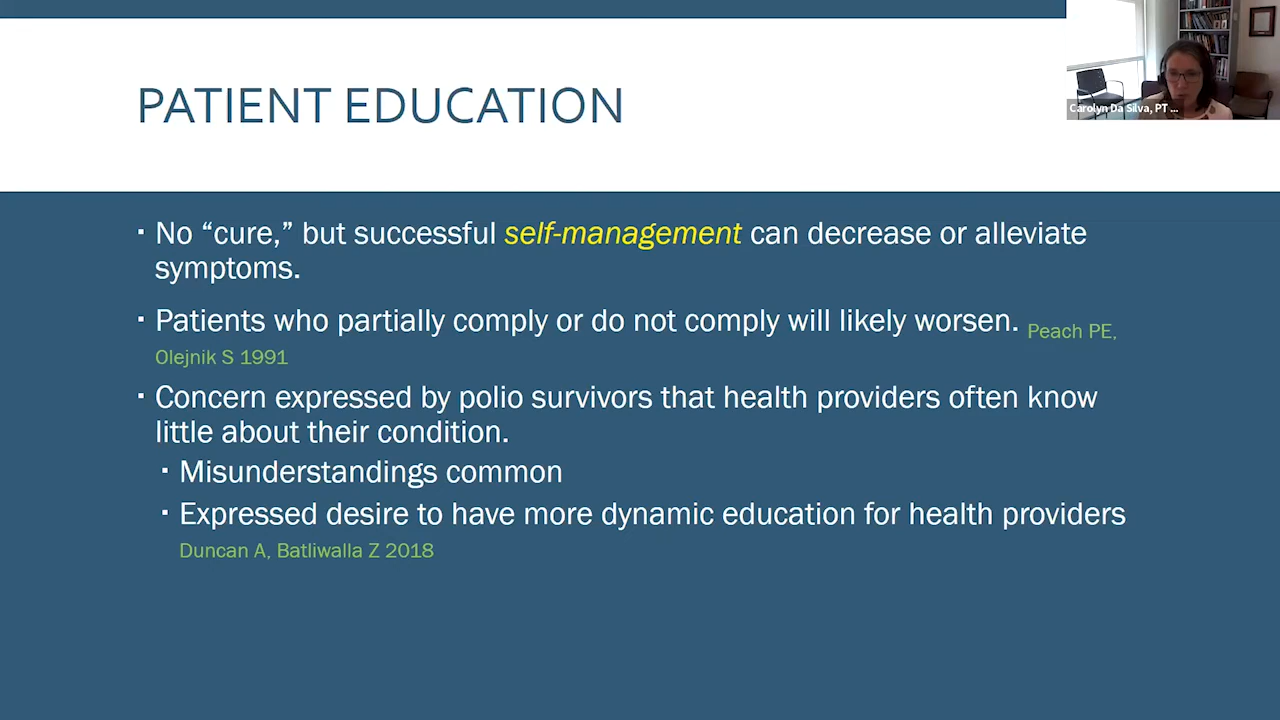 Carolyn Da Silva, PT ...
PATIENT EDUCATION
▪ No “cure,” but successful self-management can decrease or alleviate
symptoms.
▪ Patients who partially comply or do not comply will likely worsen. Peach PE,
Olejnik S 1991
▪ Concern expressed by polio survivors that health providers often know
little about their condition.
▪ Misunderstandings common
▪ Expressed desire to have more dynamic education for health providers
Duncan A, Batliwalla Z 2018